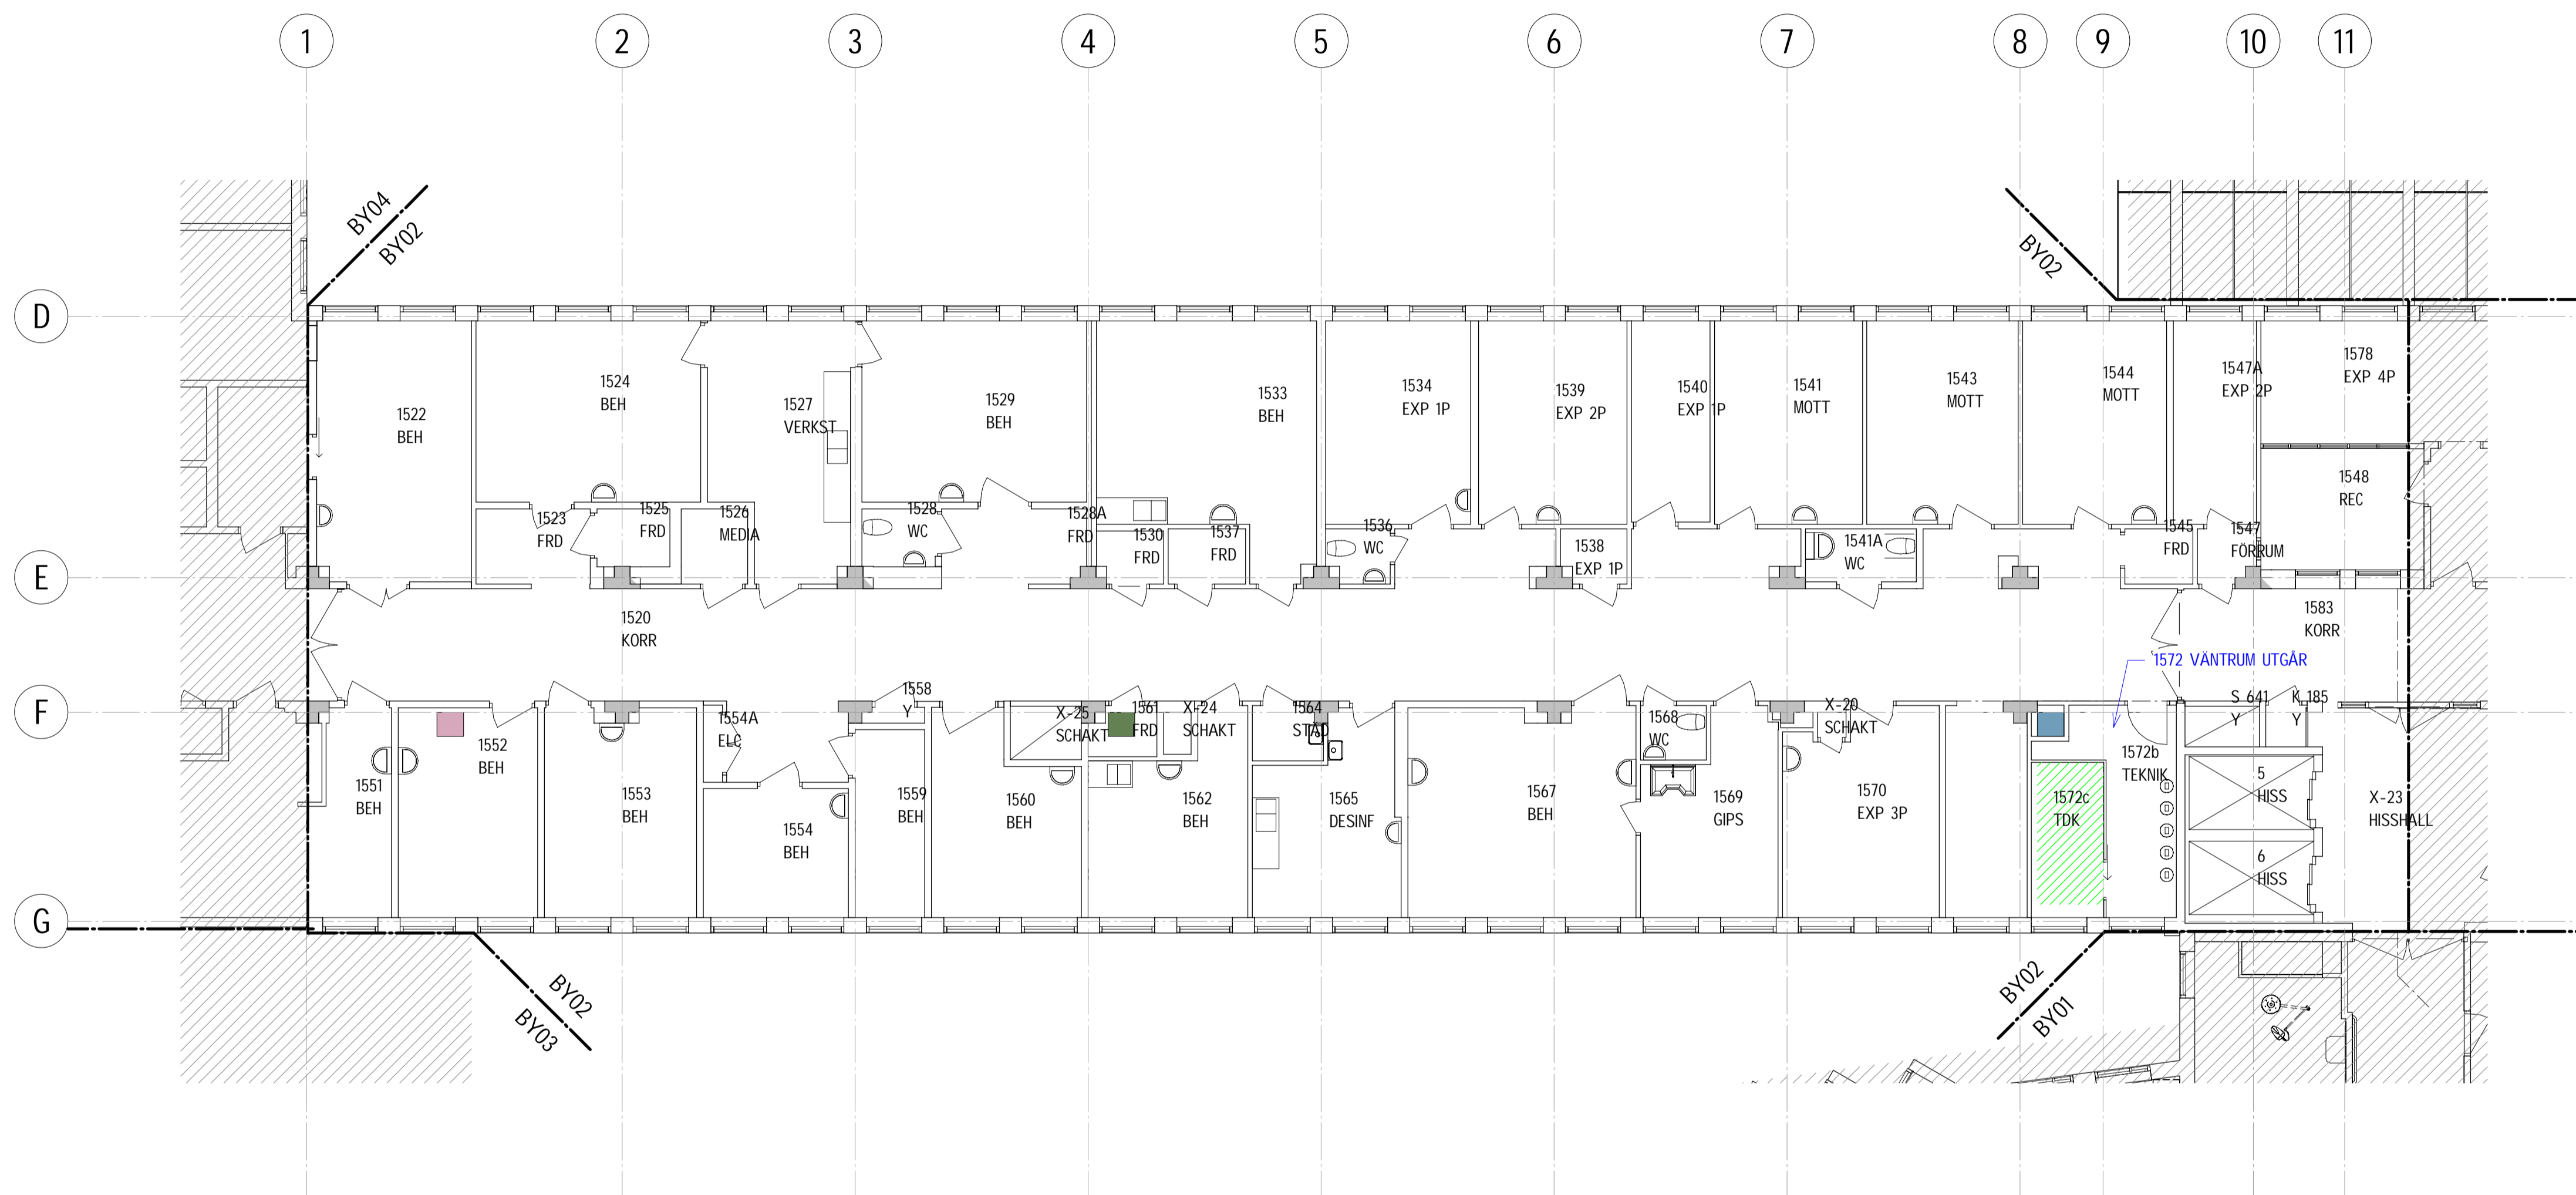 1
2
3
4
5
6
7
8
9
10
11
BY04
BY02
BY02
D
E
F
G
1522
BEH
1524
BEH
1527
VERKST
1529
BEH
1533
BEH
1534
EXP 1P
1539
EXP 2P
1540
EXP 1P
1541
MOTT
1543
MOTT
1544
MOTT
1547A
EXP 2P
1578
EXP 4P
1548
REC
1523
FRD
1525
FRD
1526
MEDIA
1528
WC
1528A
FRD
1530
FRD
1537
FRD
1536
WC
1538
EXP 1P
1541A
WC
1545
FRD
1547
FÖRRUM
1520
KORR
1583
KORR
1572 VÄNTRUM UTGÅR
1558
Y
S 641
Y
K 185
Y
1554A
ELC
X-25
SCHAKT
1561
FRD
X-24
SCHAKT
1564
STÄD
1568
WC
X-20
SCHAKT
1551
BEH
1552
BEH
1553
BEH
1554
BEH
1559
BEH
1560
BEH
1562
BEH
1565
DESINF
1567
BEH
1569
GIPS
1570
EXP 3P
1572c
TDK
1572b
TEKNIK
5
HISS
6
HISS
X-23
HISSHALL
BY02
BY03
BY02
BY01